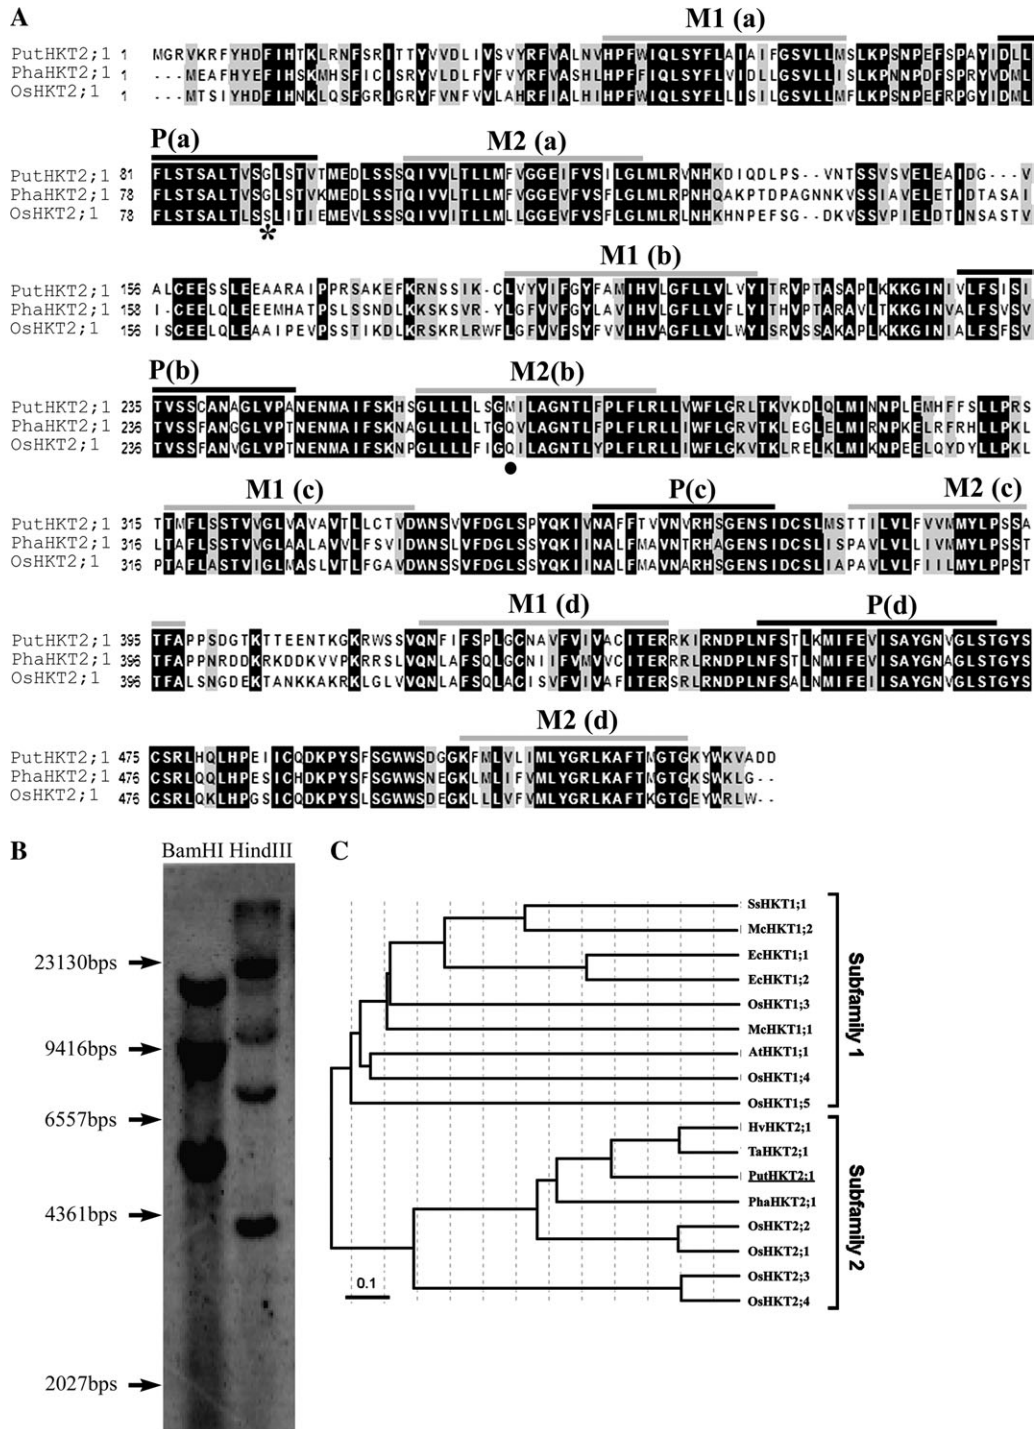 A
M1 (a)
PutHKT2;1 1 MGRVKRFYHDFIHTKLRNFSRITTYVVDLIVSVYRFVALNVHPFWIQLSYFLAIAIFGSVLLMSLKPSNPEFSPAYIDLL
PhaHKT2;1 1 ---MEAFHYEFIHSKMHSFICISRYVLDLFVFVYRFVASHLHPFFIQLSYFLVIDLLGSVLLISLKPNNPDFSPRYVDML
OsHKT2;1 1 ---MTSIYHDFIHNKLQSFGRIGRYFVNFVVLAHRFIALHIHPFWIQLSYFLLISILGSVLLMFLKPSNPEFRPGYIDML
P(a) M2 (a)
PutHKT2;1 81 FLSTSALTVSGLSTVTMEDLSSSQIVVLTLLMFVGGEIFVSILGLMLRVNHKDIQDLPS--VNTSSVSVELEAIDG---V
PhaHKT2;1 78 FLSTSALTVSGLSTVKMEDLSSSQIVVLTLLMFVGGEIFVSFLGLMLRPNHQAKPTDPAGNNKVSSIAVELETIDTASAI
OsHKT2;1 78 FLSTSALTLSSLITIEMEVLSSSQIVVITLLMLLGGEVFVSFLGLMLRLNHKHNPEFSG--DKVSSVPIELDTINSASTV
*
M1 (b)
PutHKT2;1 156 ALCEESSLEEAARAIPPRSAKEFKRNSSIK-CLVYVIFGYFAMIHVLGFLLVLVYITRVPTASAPLKKKGINIVLFSISI
PhaHKT2;1 158 I-CEELQLEEEMHATPSLSSNDLKKSKSVR-YLGFVVFGYLAVIHVLGFLLVFLYITHVPTARAVLTKKGINIVLFSVSV
OsHKT2;1 156 ISCEELQLEAAIPEVPSSTIKDLKRSKRLRWFLGFVVFSYFVVIHVAGFLLVLWYISRVSSAKAPLKKKGINIALFSFSV
P(b) M2(b)
PutHKT2;1 235 TVSSCANAGLVPANENMAIFSKHSGLLLLLSGMILAGNTLFPLFLRLLVWFLGRLTKVKDLQLMINNPLEMHFFSLLPRS
PhaHKT2;1 236 TVSSFANGGLVPTNENMAIFSKNAGLLLLLTGQVLAGNTLFPLFLRLLIWFLGRVTKLEGLELMIRNPKELRFRHLLPKL
OsHKT2;1 236 TVSSFANVGLVPTNENMAIFSKNPGLLLLFIGQILAGNTLYPLFLRLLIWFLGKVTKLRELKLMIKNPEELQYDYLLPKL
●
M1 (c) P(c) M2 (c)
PutHKT2;1 315 TTMFLSSTVVGLVAVAVTLLCTVDWNSVVFDGLSPYQKIVNAFFTVVNVRHSGENSIDCSLMSTTILVLFVVMMYLPSSA
PhaHKT2;1 316 LTAFLSSTVVGLAALAVVLFSVIDWNSLVFDGLSSYQKIINALFMAVNTRHAGENSIDCSLISPAVLVLLIVMMYLPSST
OsHKT2;1 316 PTAFLASTVIGLMASLVTLFGAVDWNSSVFDGLSSYQKIINALFMAVNARHSGENSIDCSLIAPAVLVLFIILMYLPPST
M1 (d) P(d)
PutHKT2;1 395 TFAPPSDGTKTTEENTKGKRWSSVQNFIFSPLGCNAVFVIVACITERRKIRNDPLNFSTLKMIFEVISAYGNVGLSTGYS
PhaHKT2;1 396 TFAPPNRDDKRKDDKVVPKRRSLVQNLAFSQLGCNIIFVMVVCITERRRLRNDPLNFSTLNMIFEVISAYGNAGLSTGYS
OsHKT2;1 396 TFALSNGDEKTANKKAKRKLGLVVQNLAFSQLACISVFVIVAFITERSRLRNDPLNFSALNMIFEIISAYGNVGLSTGYS
M2 (d)
PutHKT2;1 475 CSRLHQLHPEIICQDKPYSFSGWWSDGGKFMLVLIMLYGRLKAFTMGTGKYWKVADD
PhaHKT2;1 476 CSRLQQLHPESICHDKPYSFSGWWSNEGKLMLIFVMLYGRLKAFTMGTGKSWKLG--
OsHKT2;1 476 CSRLQKLHPGSICQDKPYSLSGWWSDEGKLLLVFVMLYGRLKAFTKGTGEYWRLW--
B
BamHI HindIII
23130bps
9416bps
6557bps
4361bps
2027bps
C
SsHKT1;1
McHKT1;2
EcHKT1;1
EcHKT1;2
OsHKT1;3
McHKT1;1
AtHKT1;1
OsHKT1;4
OsHKT1;5
HvHKT2;1
TaHKT2;1
PutHKT2;1
PhaHKT2;1
OsHKT2;2
OsHKT2;1
OsHKT2;3
OsHKT2;4
Subfamily 1
Subfamily 2
0.1